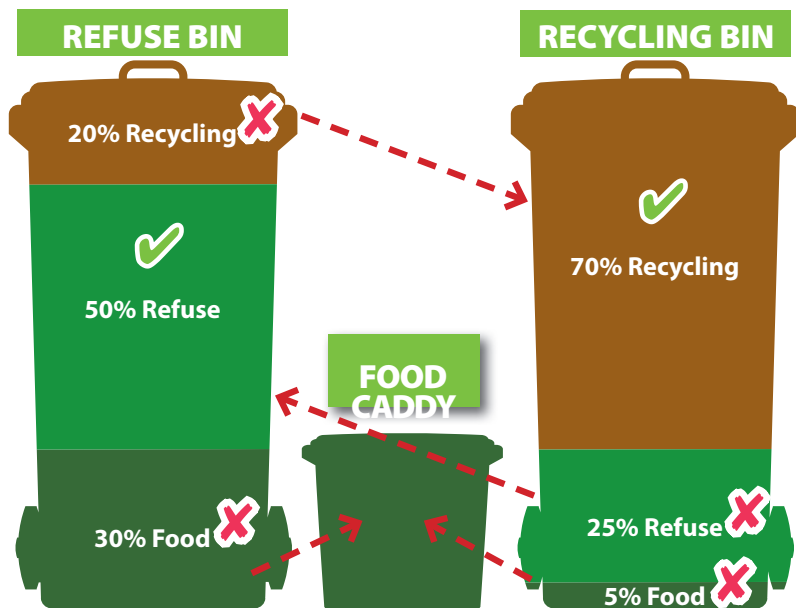 REFUSE BIN
20% Recycling
50% Refuse
30% Food
FOOD
CADDY
RECYCLING BIN
70% Recycling
25% Refuse
5% Food